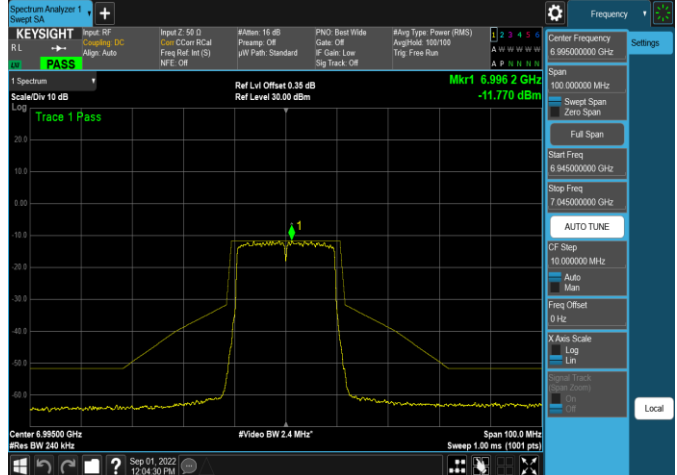 Spectrum Analyzer 1
Swept SA
+
Frequency
KEYSIGHT
RL
LV PASS
Input: RF
Coupling: DC
Align: Auto
Input Z: 50 Ω
Corr CCorr RCal
Freq Ref: Int (S)
NFE: Off
#Atten: 16 dB
Preamp: Off
µW Path: Standard
PNO: Best Wide
Gate: Off
IF Gain: Low
Sig Track: Off
#Avg Type: Power (RMS)
Avg|Hold: 100/100
Trig: Free Run
1 2 3 4 5 6
A W W W W W
A P N N N N
1 Spectrum
Scale/Div 10 dB
Log
Ref Lvl Offset 0.35 dB
Ref Level 30.00 dBm
Mkr1 6.996 2 GHz
-11.770 dBm
Trace 1 Pass
20.0
10.0
0.00
-10.0
-20.0
-30.0
-40.0
-50.0
-60.0
1
Center 6.99500 GHz
#Res BW 240 kHz
#Video BW 2.4 MHz*
Span 100.0 MHz
Sweep 1.00 ms (1001 pts)
Center Frequency
6.995000000 GHz
Settings
Span
100.000000 MHz
Swept Span
Zero Span
Full Span
Start Freq
6.945000000 GHz
Stop Freq
7.045000000 GHz
AUTO TUNE
CF Step
10.000000 MHz
Auto
Man
Freq Offset
0 Hz
X Axis Scale
Log
Lin
Signal Track
(Span Zoom)
On
Off
Local
?
Sep 01, 2022
12:04:30 PM